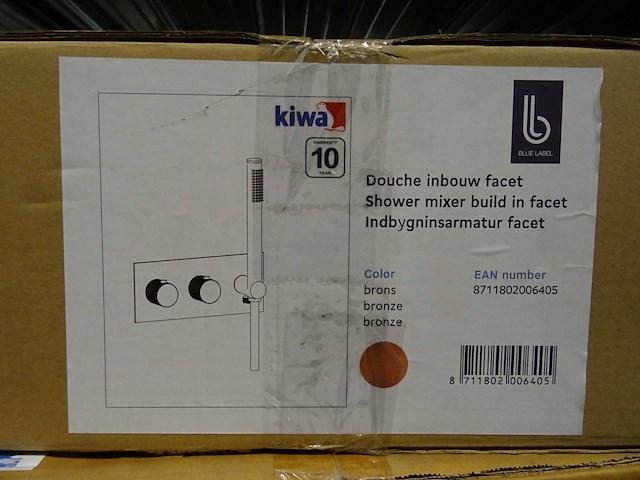 kiwa
WARRANTY
10
YEAR
BLUE LABEL
Douche inbouw facet
Shower mixer build in facet
Indbygninsarmatur facet
Color
brons
bronze
bronze
EAN number
8711802006405
8 711802 006405